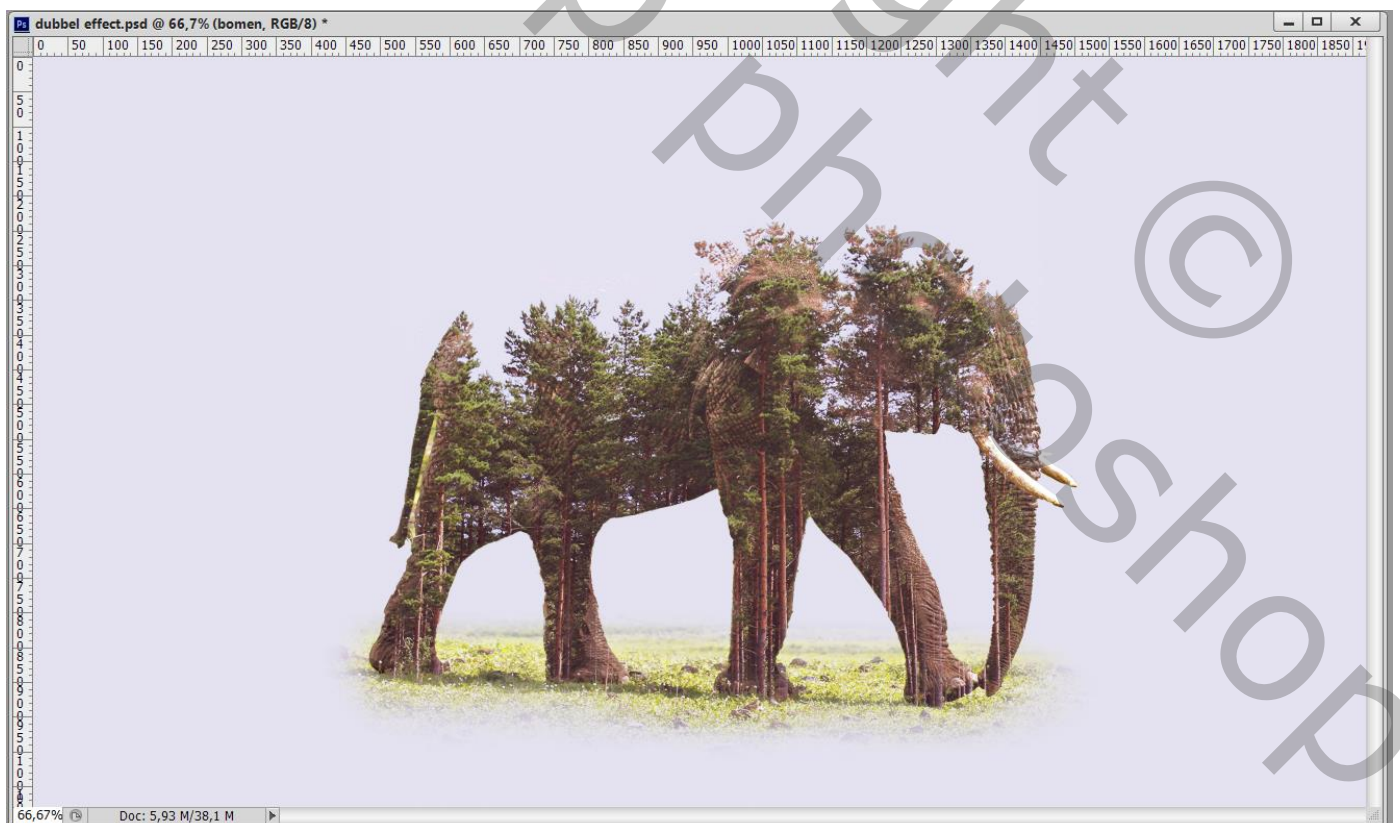 Ps dubbel effect.psd @ 66,7% (bomen, RGB/8) *
0 50 100 150 200 250 300 350 400 450 500 550 600 650 700 750 800 850 900 950 1000 1050 1100 1150 1200 1250 1300 1350 1400 1450 1500 1550 1600 1650 1700 1750 1800 1850
ght ©
photoshop
66,67% Doc: 5,93 M/38,1 M